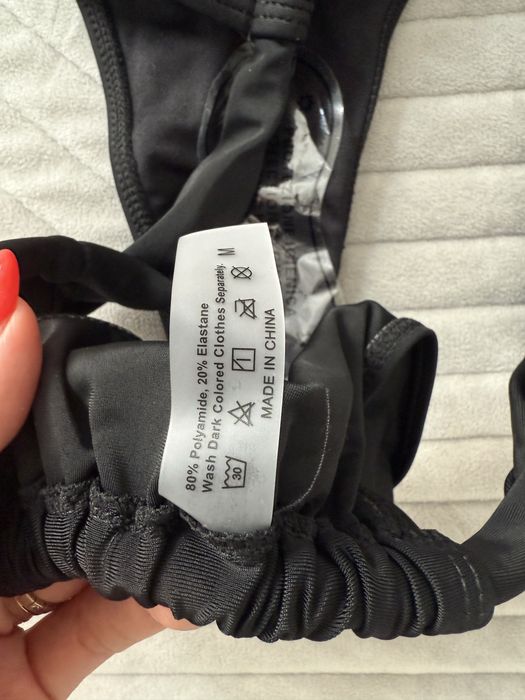 80% Polyamide, 20% Elastane
Wash Dark Colored Clothes Separately. M
30
MADE IN CHINA